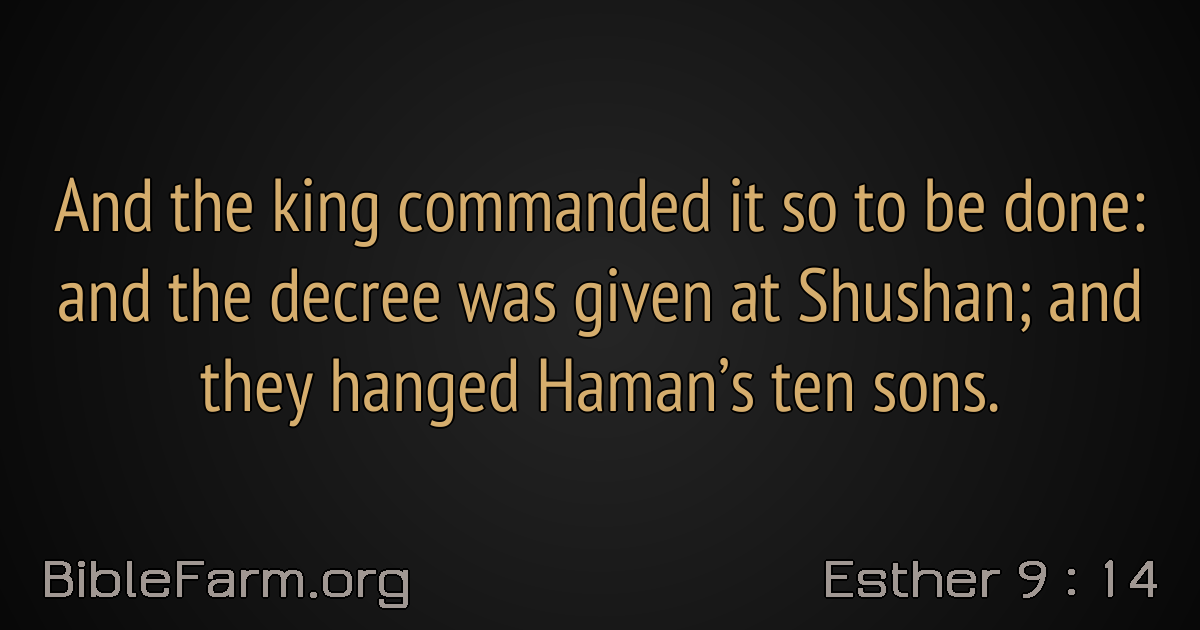 And the king commanded it so to be done:
and the decree was given at Shushan; and
they hanged Haman’s ten sons.
BibleFarm.org
Esther 9 : 14